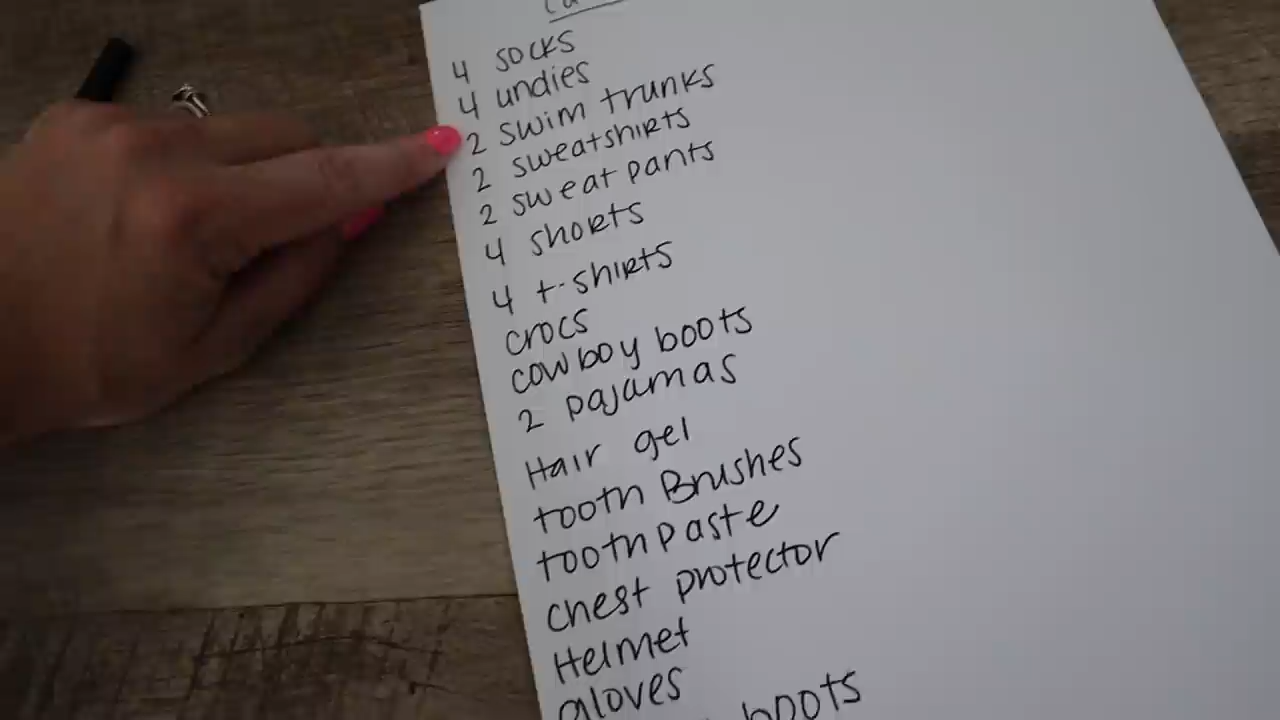 4 socks
4 undies
2 swim trunks
2 sweatshirts
2 sweat pants
4 shorts
4 t-shirts
crocs
cowboy boots
2 pajamas
Hair gel
tooth Brushes
toothpaste
chest protector
Helmet
gloves
boots